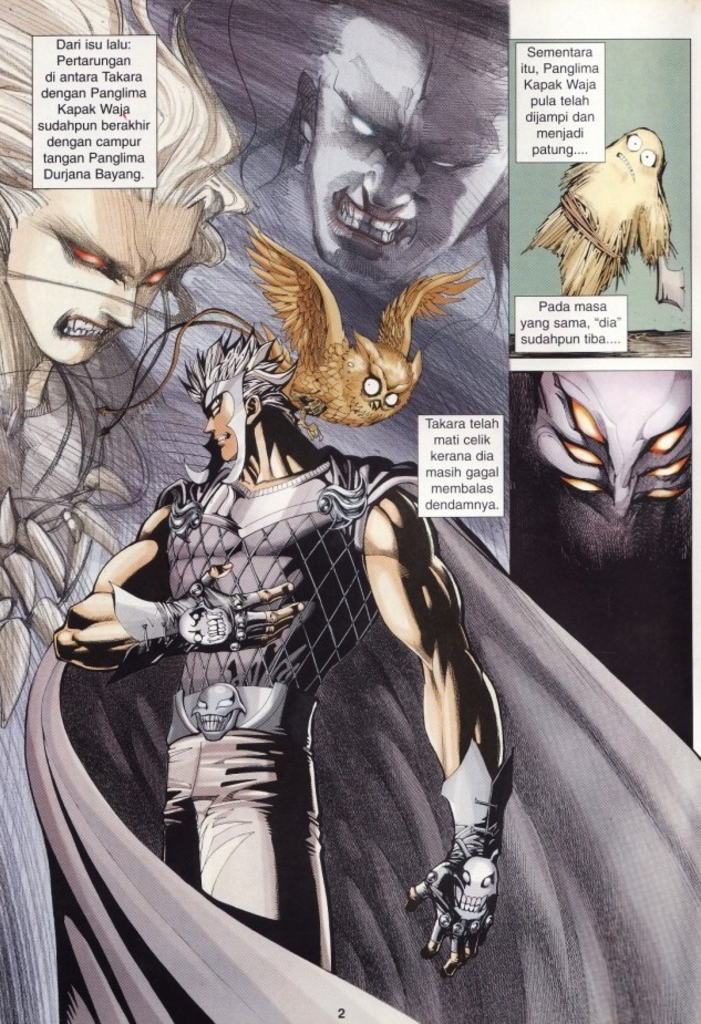 Dari isu lalu:
Pertarungan
di antara Takara
dengan Panglima
Kapak Waja
sudahpun berakhir
dengan campur
tangan Panglima
Durjana Bayang.
Sementara
itu, Panglima
Kapak Waja
pula telah
dijampi dan
menjadi
patung....
Pada masa
yang sama, "dia"
sudahpun tiba....
Takara telah
mati celik
kerana dia
masih gagal
membalas
dendamnya.
2